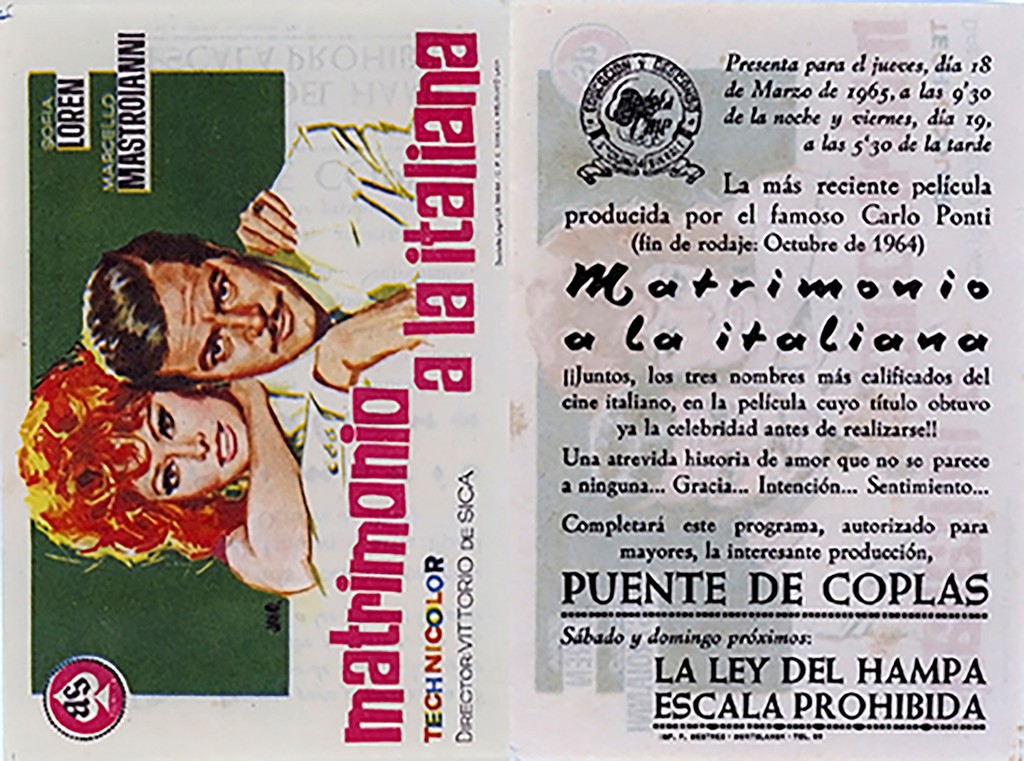 SOFIA
LOREN
MARCELLO
MASTROIANNI
matrimonio
a la italiana
TECHNICOLOR
DIRECTOR: VITTORIO DE SICA
as
EDUCACION Y DESCANSO
Presenta para el jueves, día 18
de Marzo de 1965, a las 9'30
de la noche y viernes, día 19,
a las 5'30 de la tarde
La más reciente película
producida por el famoso Carlo Ponti
(fin de rodaje: Octubre de 1964)
Matrimonio
a la italiana
¡¡Juntos, los tres nombres más calificados del
cine italiano, en la película cuyo título obtuvo
ya la celebridad antes de realizarse!!
Una atrevida historia de amor que no se parece
a ninguna... Gracia... Intención... Sentimiento...
Completará este programa, autorizado para
mayores, la interesante producción,
PUENTE DE COPLAS
Sábado y domingo próximos:
LA LEY DEL HAMPA
ESCALA PROHIBIDA